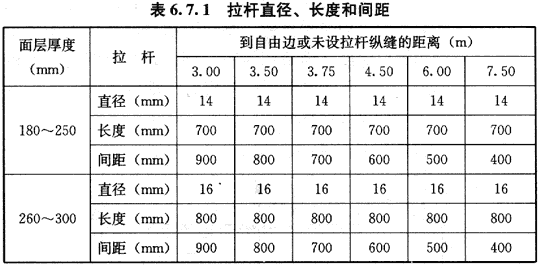 表 6.7.1 拉杆直径、长度和间距
面层厚度(mm) 拉 杆 到自由边或未设拉杆纵缝的距离（m）
3.00 3.50 3.75 4.50 6.00 7.50
180～250 直径（mm） 14 14 14 14 14 14
长度（mm） 700 700 700 700 700 700
间距（mm） 900 800 700 600 500 400
260～300 直径（mm） 16 16 16 16 16 16
长度（mm） 800 800 800 800 800 800
间距（mm） 900 800 700 600 500 400